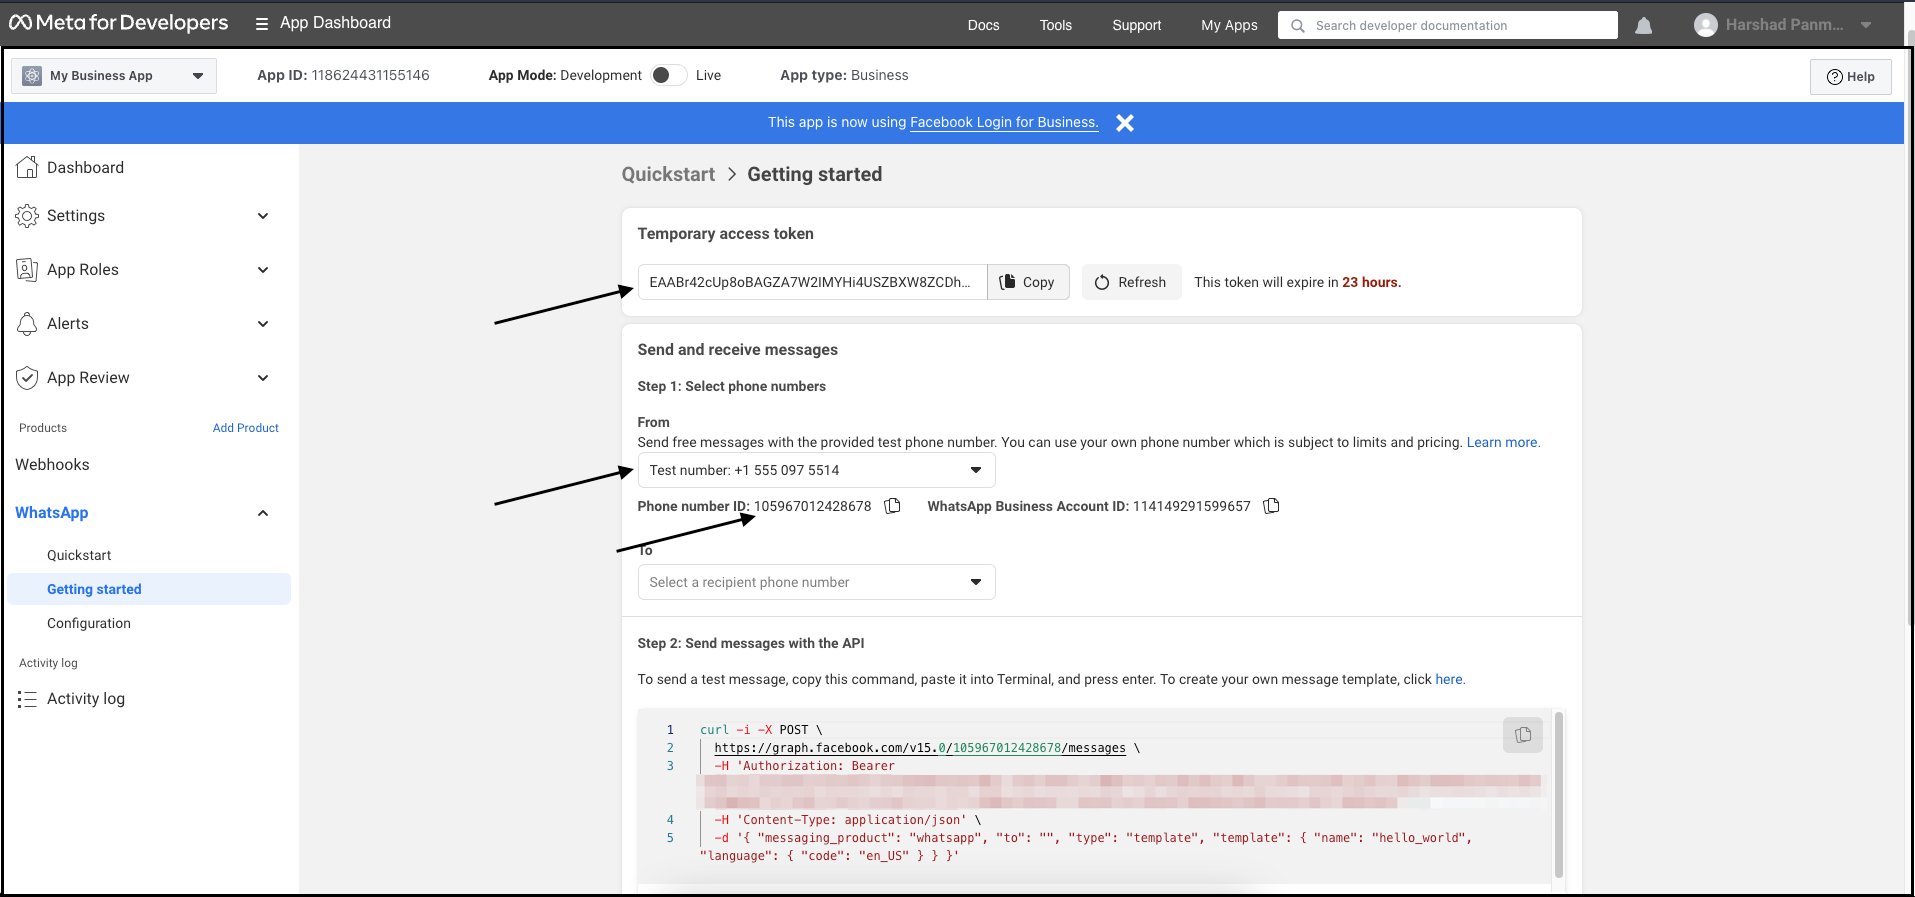 Meta for Developers
App Dashboard
Docs
Tools
Support
My Apps
Search developer documentation
Harshad Panm...
My Business App
App ID: 118624431155146
App Mode: Development
Live
App type: Business
Help
This app is now using Facebook Login for Business.
Dashboard
Settings
App Roles
Alerts
App Review
Products
Add Product
Webhooks
WhatsApp
Quickstart
Getting started
Configuration
Activity log
Activity log
Quickstart > Getting started
Temporary access token
EAABr42cUp8oBAGZA7W2IMYHi4USZBXW8ZCDh...
Copy
Refresh
This token will expire in 23 hours.
Send and receive messages
Step 1: Select phone numbers
From
Send free messages with the provided test phone number. You can use your own phone number which is subject to limits and pricing. Learn more.
Test number: +1 555 097 5514
Phone number ID: 105967012428678
WhatsApp Business Account ID: 114149291599657
To
Select a recipient phone number
Step 2: Send messages with the API
To send a test message, copy this command, paste it into Terminal, and press enter. To create your own message template, click here.
1 curl -i -X POST \
2 https://graph.facebook.com/v15.0/105967012428678/messages \
3 -H 'Authorization: Bearer
4 -H 'Content-Type: application/json' \
5 -d '{ "messaging_product": "whatsapp", "to": "", "type": "template", "template": { "name": "hello_world",
"language": { "code": "en_US" } } }'